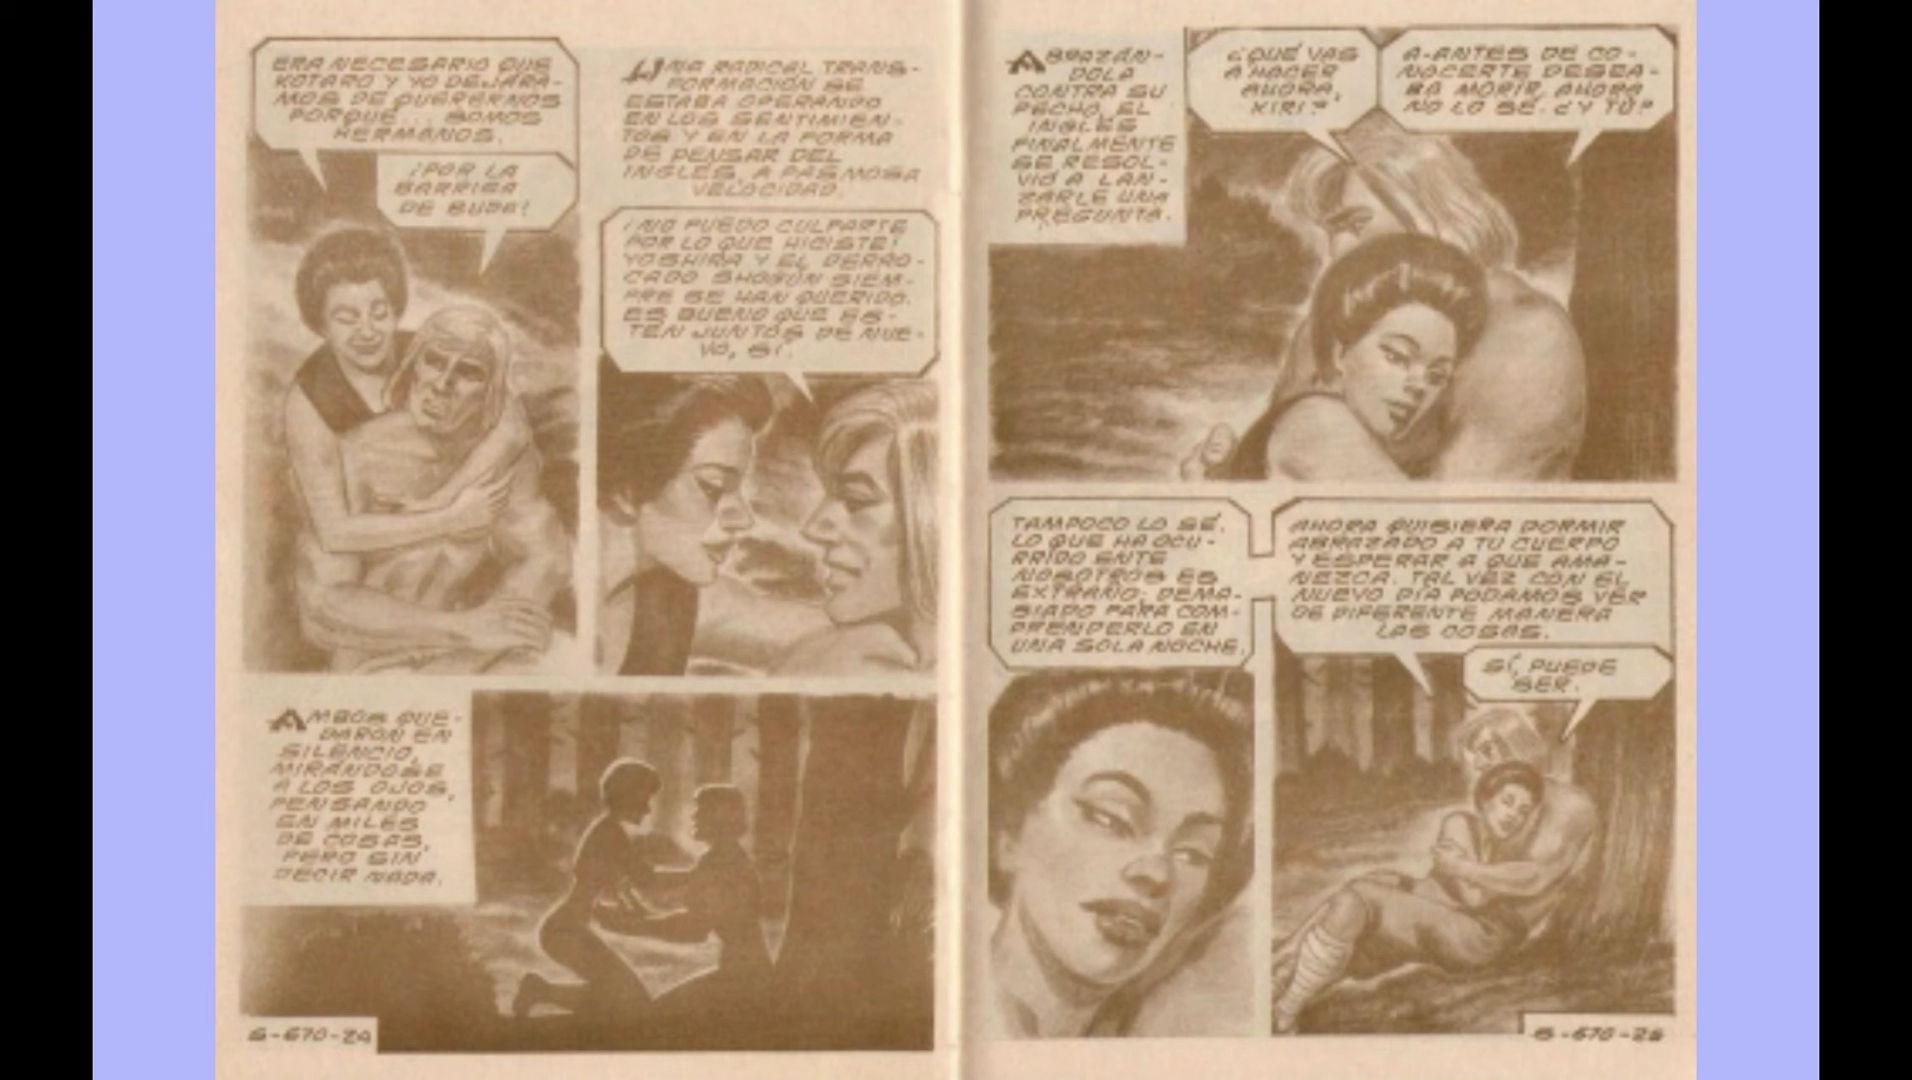 ERA NECESARIO QUE
KOTARO Y YO DEJÁRA-
MOS DE QUERERNOS
PORQUE... SOMOS
HERMANOS.
¡POR LA
BARRIGA
DE BUDA!
UNA RADICAL TRANS-
FORMACIÓN SE
ESTABA OPERANDO
EN LOS SENTIMIEN-
TOS Y EN LA FORMA
DE PENSAR DEL
INGLÉS, A PASMOSA
VELOCIDAD.
¡NO PUEDO CULPARTE
POR LO QUE HICISTE!
YOSHIRA Y EL DERRO-
CADO SHOGÚN SIEM-
PRE SE HAN QUERIDO.
ES BUENO QUE ES-
TÉN JUNTOS DE NUE-
VO, SÍ.
AMBOS QUE-
DARON EN
SILENCIO,
MIRÁNDOSE
A LOS OJOS,
PENSANDO
EN MILES
DE COSAS,
PERO SIN
DECIR NADA.
S-670-24
ABRAZÁN-
DOLA
CONTRA SU
PECHO, EL
INGLÉS
FINALMENTE
SE RESOL-
VIÓ A LAN-
ZARLE UNA
PREGUNTA.
¿QUÉ VAS
A HACER
AHORA,
KIRI?
A-ANTES DE CO-
NOCERTE DESEA-
BA MORIR, AHORA
NO LO SÉ. ¿Y TÚ?
TAMPOCO LO SÉ.
LO QUE HA OCU-
RRIDO ENTE
NOSOTROS ES
EXTRAÑO; DEMA-
SIADO PARA COM-
PRENDERLO EN
UNA SOLA NOCHE.
AHORA QUISIERA DORMIR
ABRAZADO A TU CUERPO
Y ESPERAR A QUE AMA-
NEZCA. TAL VEZ CON EL
NUEVO DÍA PODAMOS VER
DE DIFERENTE MANERA
LAS COSAS.
SÍ, PUEDE
SER.
S-670-25